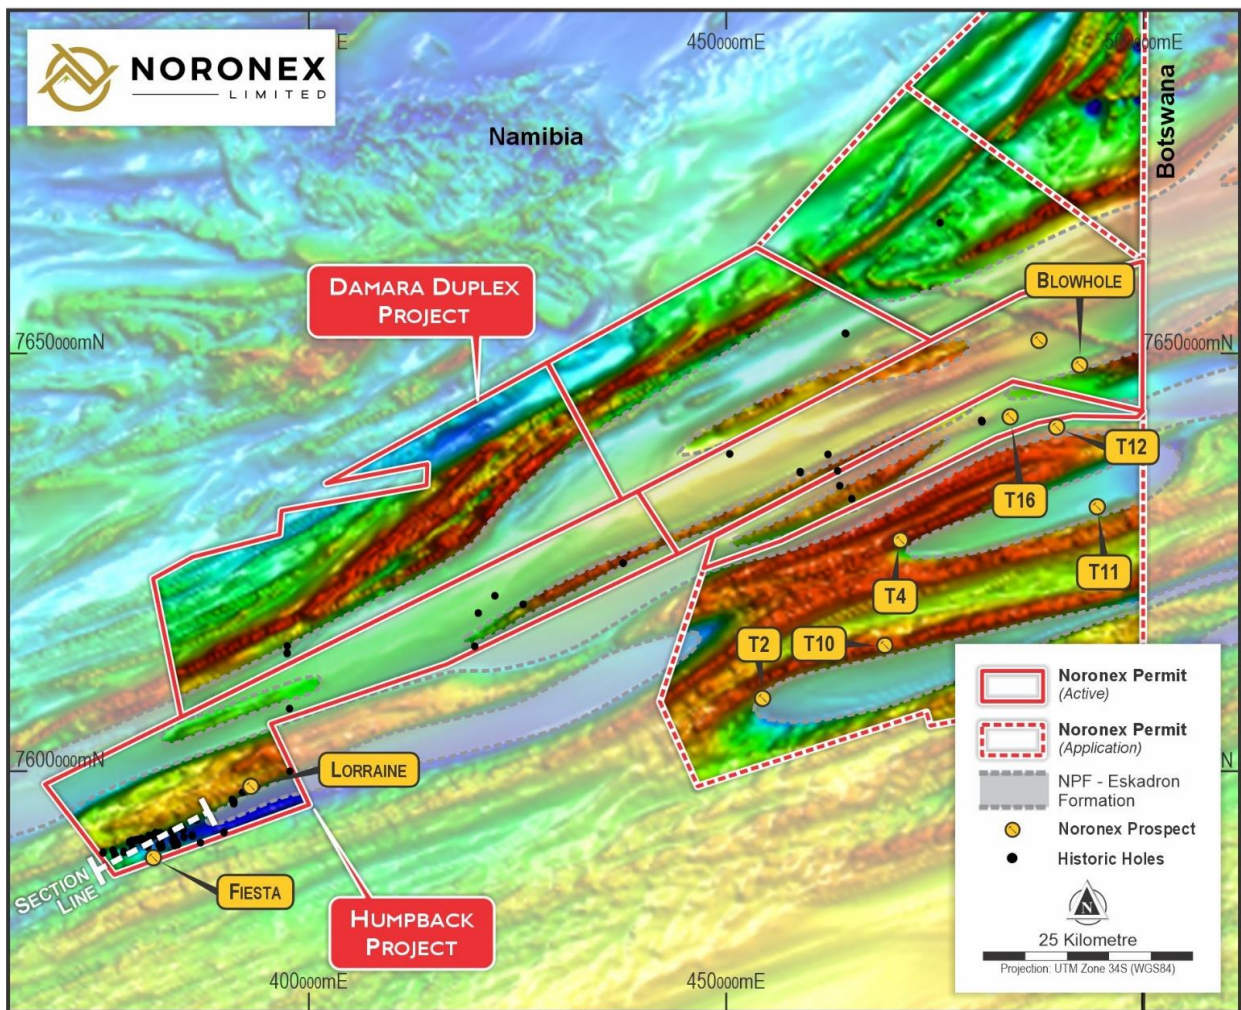 NORONEX
LIMITED
E
450000mE
500000mE
Namibia
Botswana
DAMARA DUPLEX
PROJECT
BLOWHOLE
7650000mN
7650000mN
T12
T16
T11
T4
T2
T10
7600000mN
N
LORRAINE
FIESTA
SECTION
LINE
HUMPBACK
PROJECT
400000mE
450000mE
Noronex Permit
(Active)
Noronex Permit
(Application)
NPF - Eskadron
Formation
Noronex Prospect
Historic Holes
N
25 Kilometre
Projection: UTM Zone 34S (WGS84)